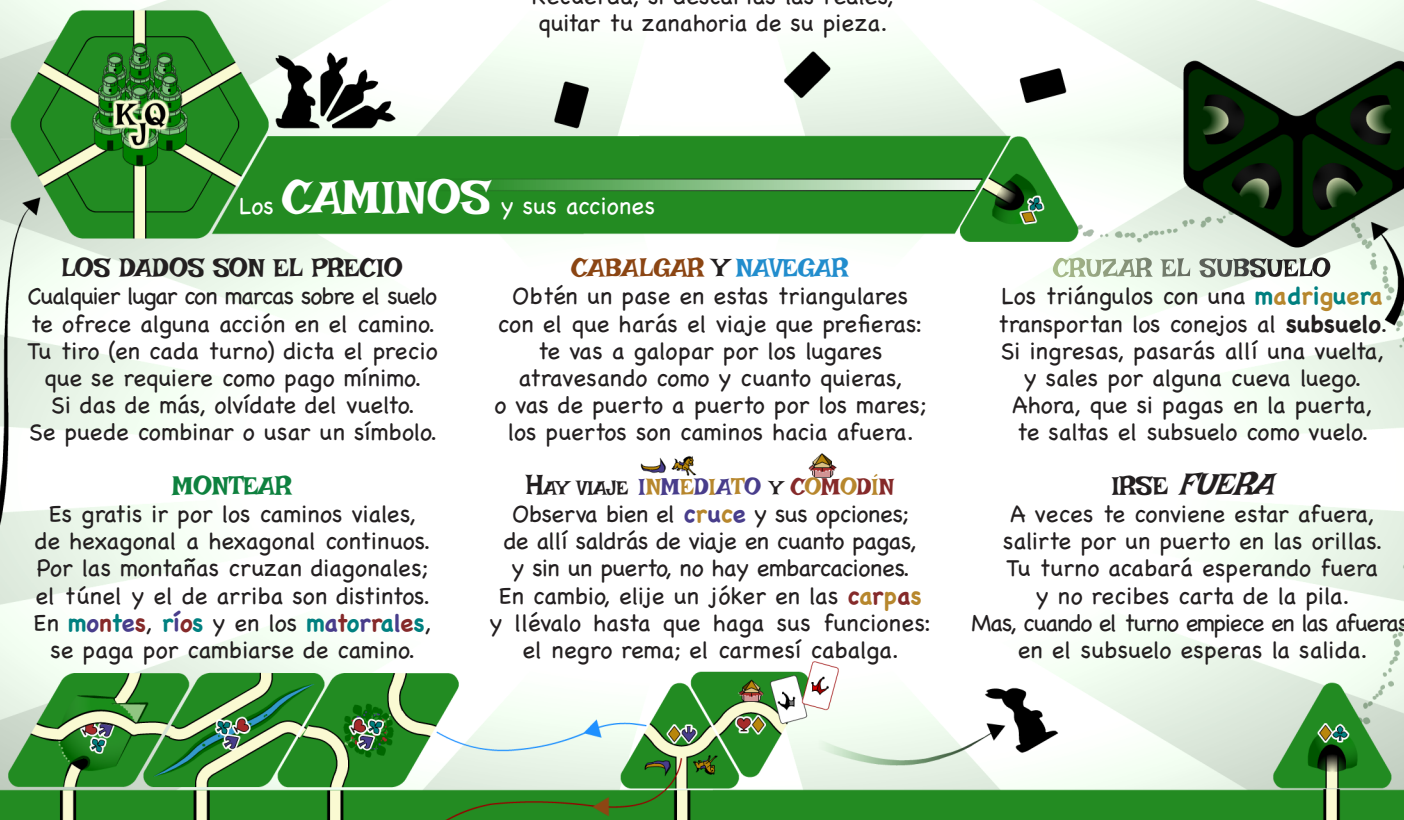 quitar tu zanahoria de su pieza.
K Q
J
Los CAMINOS y sus acciones
LOS DADOS SON EL PRECIO
Cualquier lugar con marcas sobre el suelo
te ofrece alguna acción en el camino.
Tu tiro (en cada turno) dicta el precio
que se requiere como pago mínimo.
Si das de más, olvídate del vuelto.
Se puede combinar o usar un símbolo.
CABALGAR Y NAVEGAR
Obtén un pase en estas triangulares
con el que harás el viaje que prefieras:
te vas a galopar por los lugares
atravesando como y cuanto quieras,
o vas de puerto a puerto por los mares;
los puertos son caminos hacia afuera.
CRUZAR EL SUBSUELO
Los triángulos con una madriguera
transportan los conejos al subsuelo.
Si ingresas, pasarás allí una vuelta,
y sales por alguna cueva luego.
Ahora, que si pagas en la puerta,
te saltas el subsuelo como vuelo.
MONTEAR
Es gratis ir por los caminos viales,
de hexagonal a hexagonal continuos.
Por las montañas cruzan diagonales;
el túnel y el de arriba son distintos.
En montes, ríos y en los matorrales,
se paga por cambiarse de camino.
HAY VIAJE INMEDIATO Y COMODÍN
Observa bien el cruce y sus opciones;
de allí saldrás de viaje en cuanto pagas,
y sin un puerto, no hay embarcaciones.
En cambio, elije un jóker en las carpas
y llévalo hasta que haga sus funciones:
el negro rema; el carmesí cabalga.
IRSE FUERA
A veces te conviene estar afuera,
salirte por un puerto en las orillas.
Tu turno acabará esperando fuera
y no recibes carta de la pila.
Mas, cuando el turno empiece en las afueras
en el subsuelo esperas la salida.